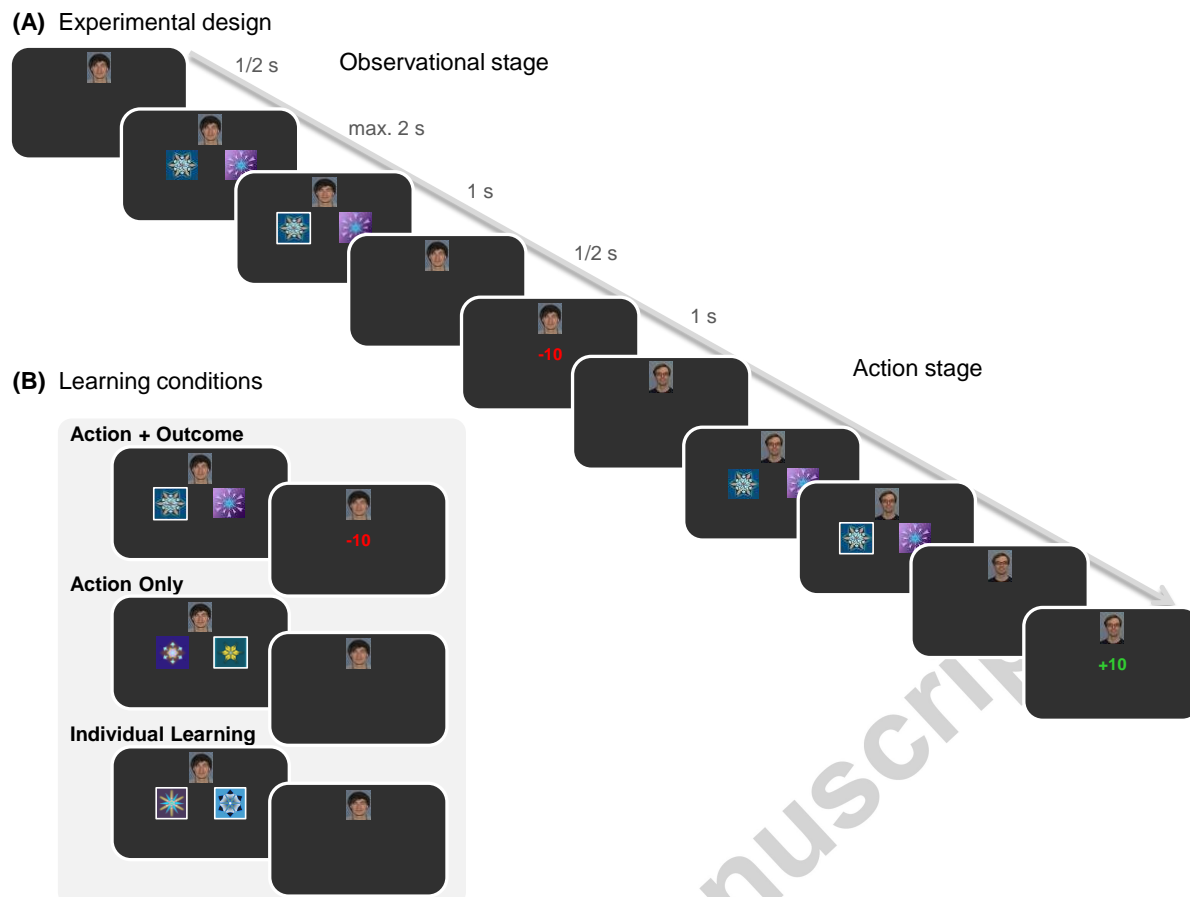 (A) Experimental design
1/2 s
Observational stage
max. 2 s
1 s
1/2 s
-10
1 s
Action stage
+10
(B) Learning conditions
Action + Outcome
-10
Action Only
Individual Learning